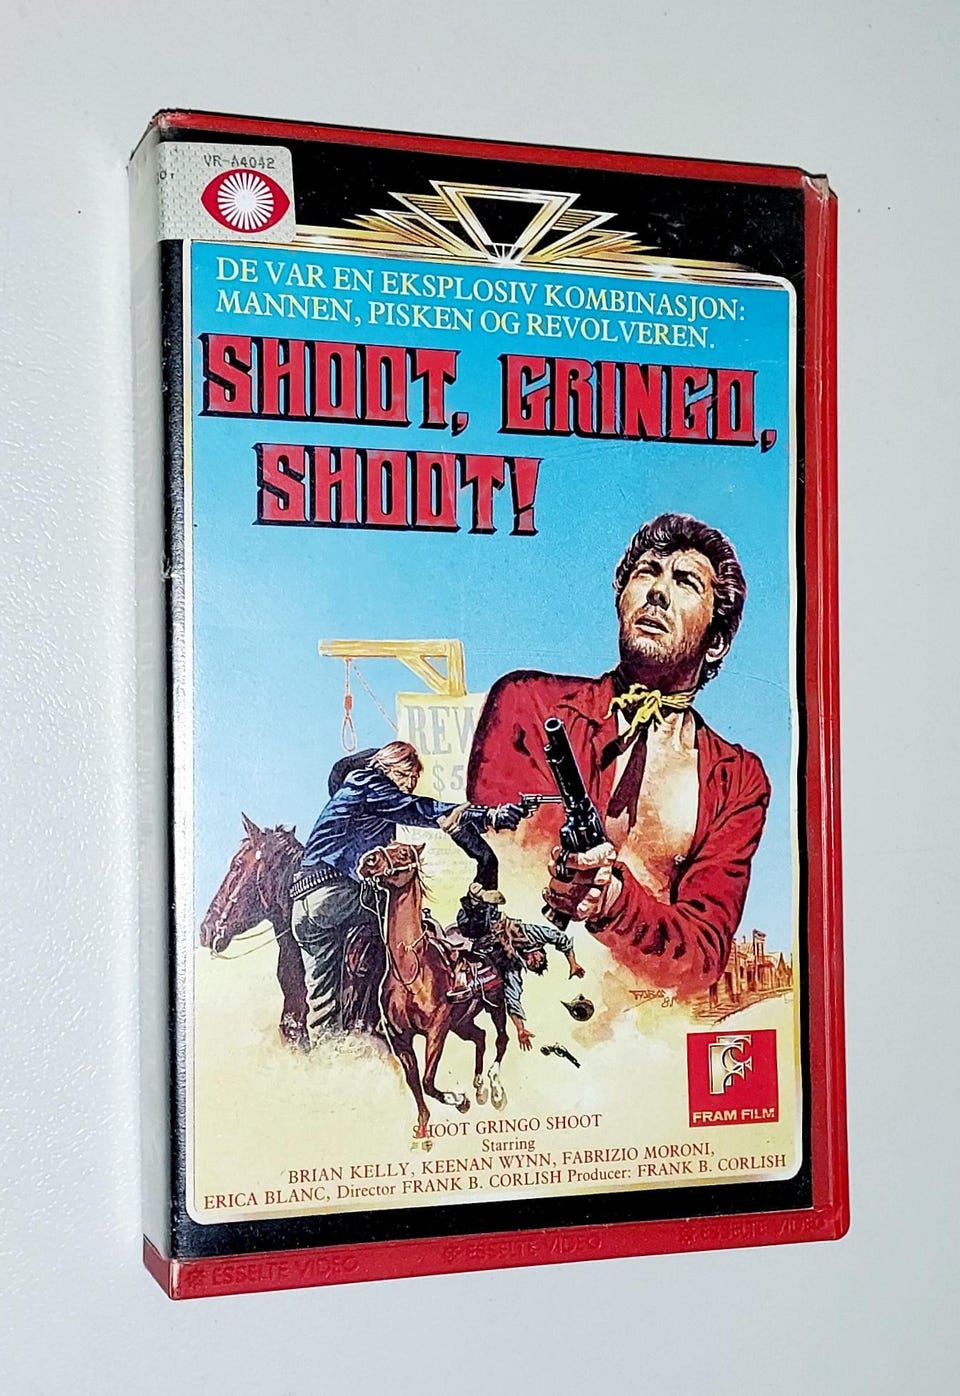 VR-A4042
DE VAR EN EKSPLOSIV KOMBINASJON:
MANNEN, PISKEN OG REVOLVEREN.
SHOOT, GRINGO,
SHOOT!
REW
$5
FRAM FILM
SHOOT GRINGO SHOOT
Starring
BRIAN KELLY, KEENAN WYNN, FABRIZIO MORONI,
ERICA BLANC, Director FRANK B. CORLISH Producer: FRANK B. CORLISH
ESSELTE VIDEO ESSELTE VIDEO ESSELTE VIDEO